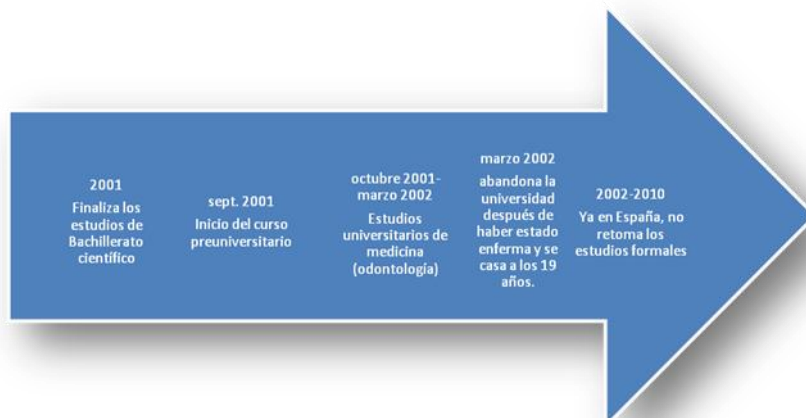 2001
Finaliza los
estudios de
Bachillerato
científico
sept. 2001
Inicio del curso
preuniversitario
octubre 2001-
marzo 2002
Estudios
universitarios de
medicina
(odontología)
marzo 2002
abandona la
universidad
después de
haber estado
enferma y se
casa a los 19
años.
2002-2010
Ya en España, no
retoma los
estudios formales